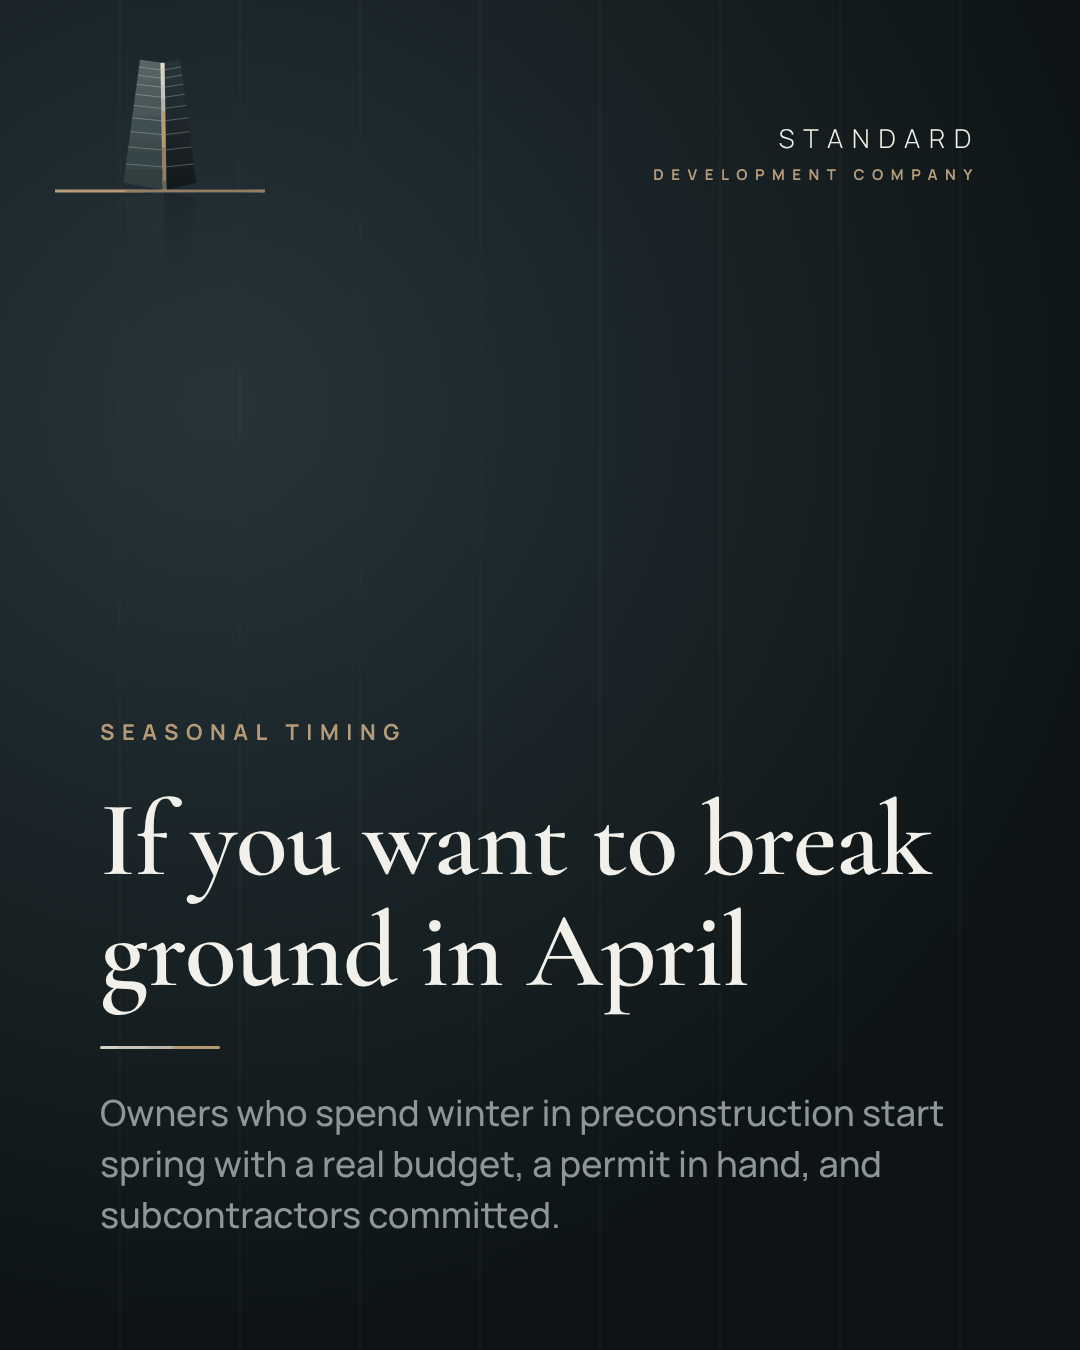 STANDARD
DEVELOPMENT COMPANY
SEASONAL TIMING
If you want to break
ground in April
Owners who spend winter in preconstruction start
spring with a real budget, a permit in hand, and
subcontractors committed.